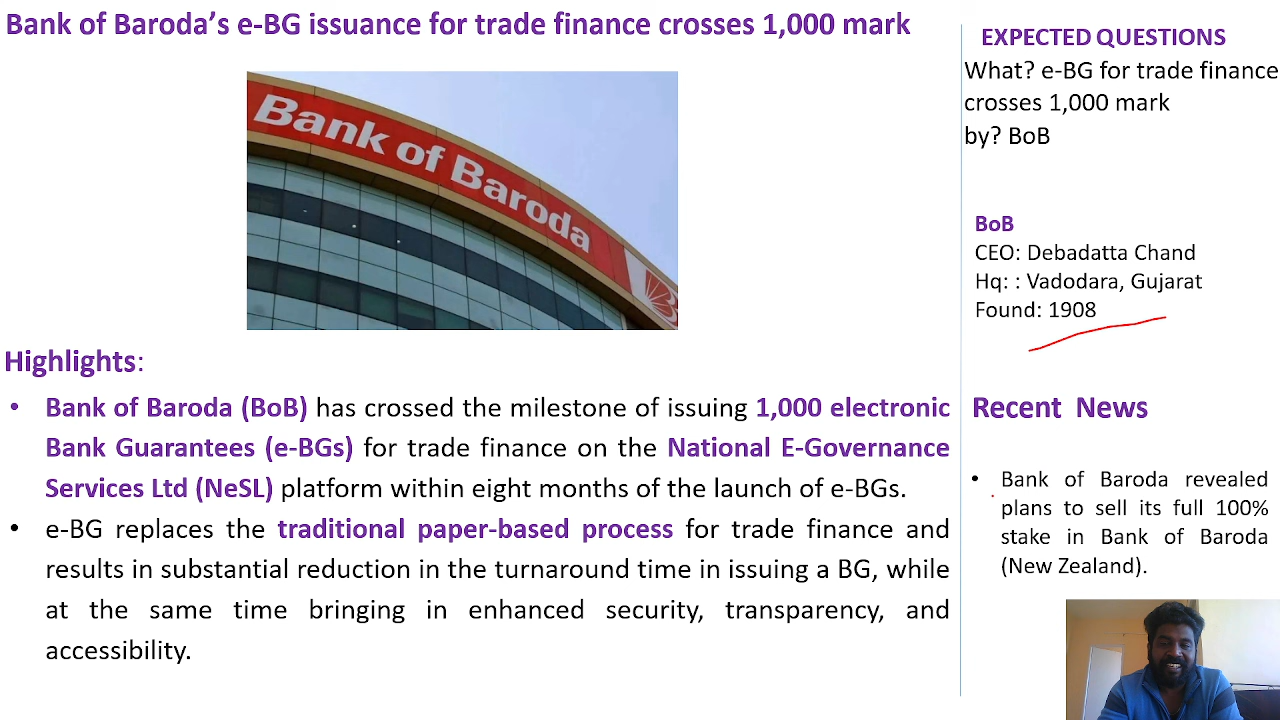 Bank of Baroda’s e-BG issuance for trade finance crosses 1,000 mark
Bank of Baroda
Highlights:
• Bank of Baroda (BoB) has crossed the milestone of issuing 1,000 electronic
Bank Guarantees (e-BGs) for trade finance on the National E-Governance
Services Ltd (NeSL) platform within eight months of the launch of e-BGs.
• e-BG replaces the traditional paper-based process for trade finance and
results in substantial reduction in the turnaround time in issuing a BG, while
at the same time bringing in enhanced security, transparency, and
accessibility.
EXPECTED QUESTIONS
What? e-BG for trade finance
crosses 1,000 mark
by? BoB
BoB
CEO: Debadatta Chand
Hq: : Vadodara, Gujarat
Found: 1908
Recent News
• Bank of Baroda revealed
plans to sell its full 100%
stake in Bank of Baroda
(New Zealand).